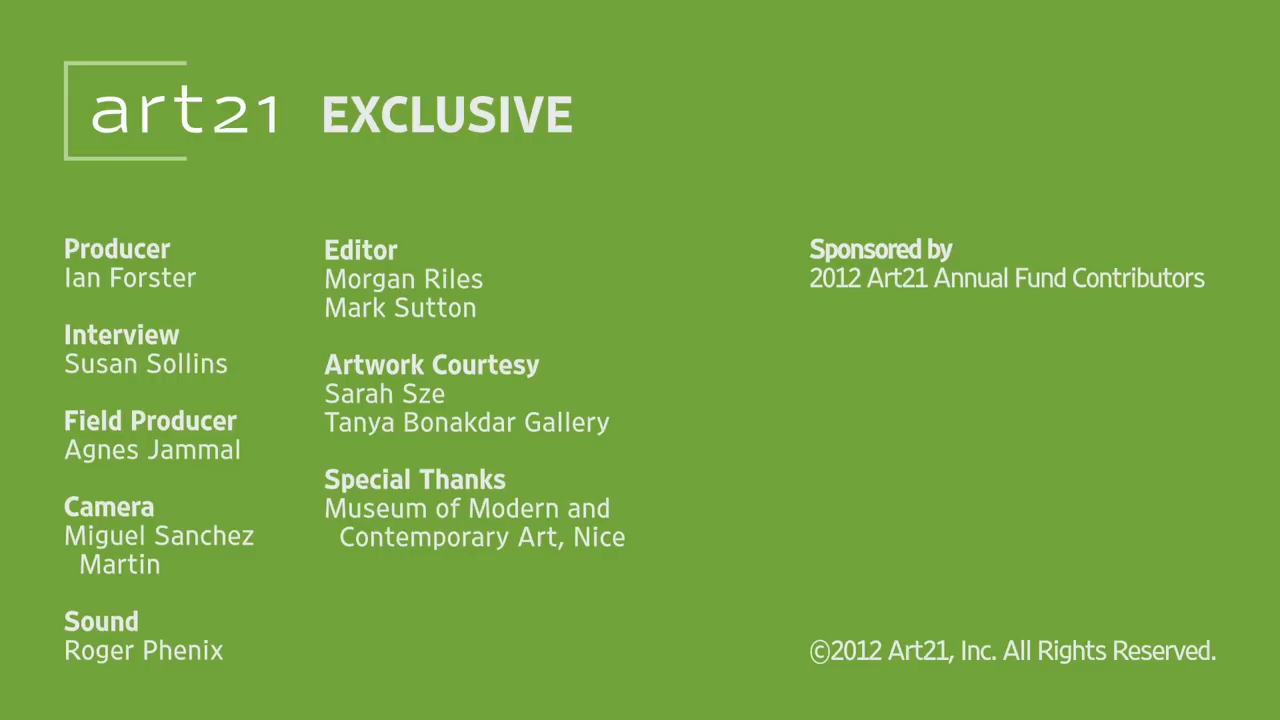 art21 EXCLUSIVE
Producer
Ian Forster
Interview
Susan Sollins
Field Producer
Agnes Jammal
Camera
Miguel Sanchez
Martin
Sound
Roger Phenix
Editor
Morgan Riles
Mark Sutton
Artwork Courtesy
Sarah Sze
Tanya Bonakdar Gallery
Special Thanks
Museum of Modern and
Contemporary Art, Nice
Sponsored by
2012 Art21 Annual Fund Contributors
©2012 Art21, Inc. All Rights Reserved.